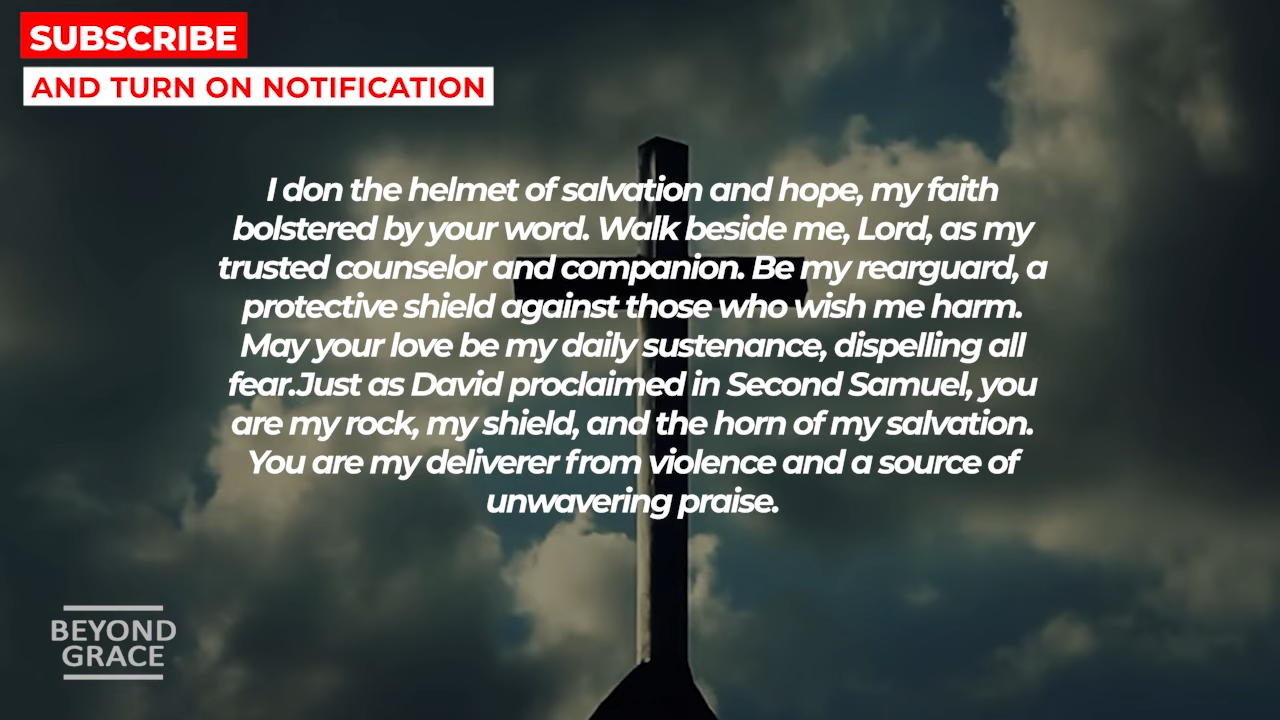 SUBSCRIBE
AND TURN ON NOTIFICATION
I don the helmet of salvation and hope, my faith
bolstered by your word. Walk beside me, Lord, as my
trusted counselor and companion. Be my rearguard, a
protective shield against those who wish me harm.
May your love be my daily sustenance, dispelling all
fear.Just as David proclaimed in Second Samuel, you
are my rock, my shield, and the horn of my salvation.
You are my deliverer from violence and a source of
unwavering praise.
BEYOND
GRACE